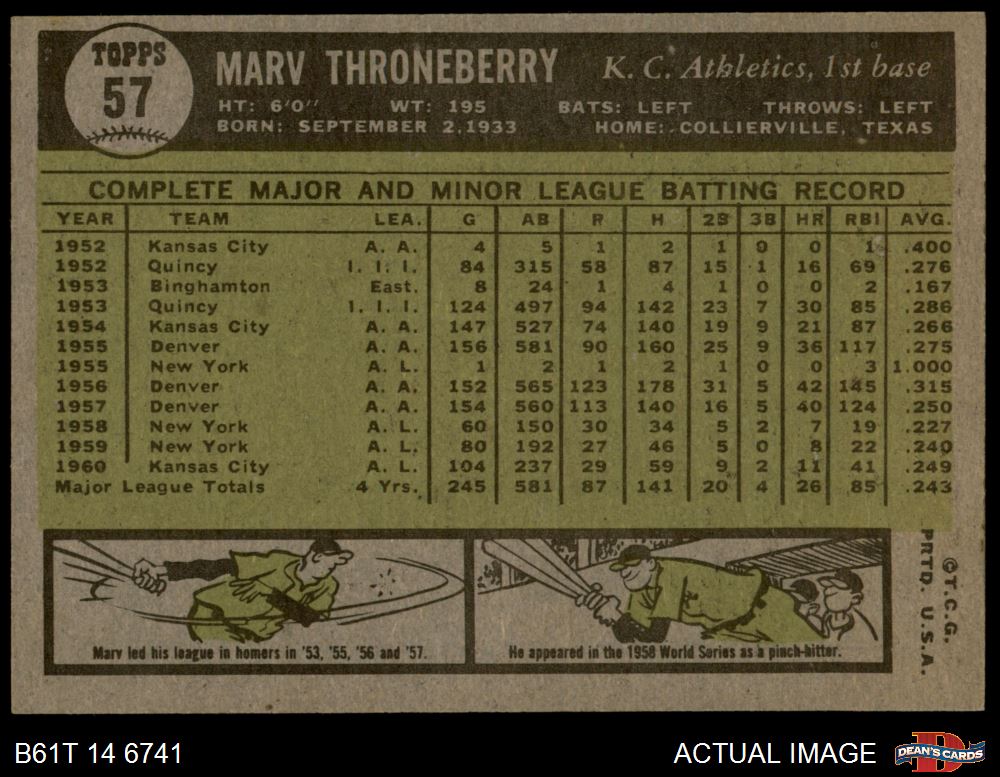 TOPPS
57
MARV THRONEBERRY K. C. Athletics, 1st base
HT: 6'0" WT: 195 BATS: LEFT THROWS: LEFT
BORN: SEPTEMBER 2, 1933 HOME: COLLIERVILLE, TEXAS
COMPLETE MAJOR AND MINOR LEAGUE BATTING RECORD
YEAR TEAM LEA. G AB R H 2B 3B HR RBI AVG.
1952 Kansas City A. A. 4 5 1 2 1 0 0 1 .400
1952 Quincy I. I. I. 84 315 58 87 15 1 16 69 .276
1953 Binghamton East. 8 24 1 4 1 0 0 2 .167
1953 Quincy I. I. I. 124 497 94 142 23 7 30 85 .286
1954 Kansas City A. A. 147 527 74 140 19 9 21 87 .266
1955 Denver A. A. 156 581 90 160 25 9 36 117 .275
1955 New York A. L. 1 2 1 2 1 0 0 3 1.000
1956 Denver A. A. 152 565 123 178 31 5 42 145 .315
1957 Denver A. A. 154 560 113 140 16 5 40 124 .250
1958 New York A. L. 60 150 30 34 5 2 7 19 .227
1959 New York A. L. 80 192 27 46 5 0 8 22 .240
1960 Kansas City A. L. 104 237 29 59 9 2 11 41 .249
Major League Totals 4 Yrs. 245 581 87 141 20 4 26 85 .243
Marv led his league in homers in '53, '55, '56 and '57.
He appeared in the 1958 World Series as a pinch-hitter.
©T.C.G.
PRTD. U.S.A.
B61T 14 6741 ACTUAL IMAGE DEAN'S CARDS